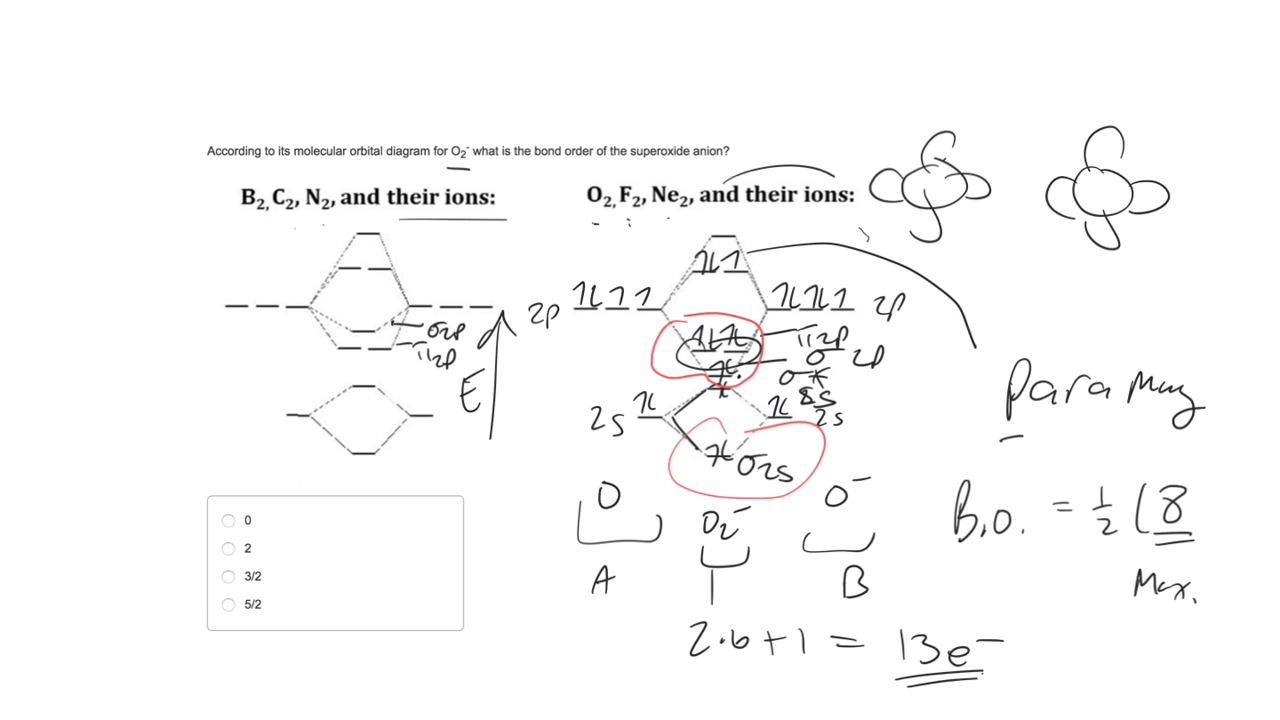 According to its molecular orbital diagram for O₂⁻ what is the bond order of the superoxide anion?
B₂, C₂, N₂, and their ions:
O₂, F₂, Ne₂, and their ions:
2p
2p
σ2p
π2p
π2p
σ 2p
σ*
2s
E
2s
2s
σ2s
Para
O
O₂⁻
O⁻
A
B
B.O. = 1/2 (8
Max.
2·6+1 = 13e⁻
0
2
3/2
5/2